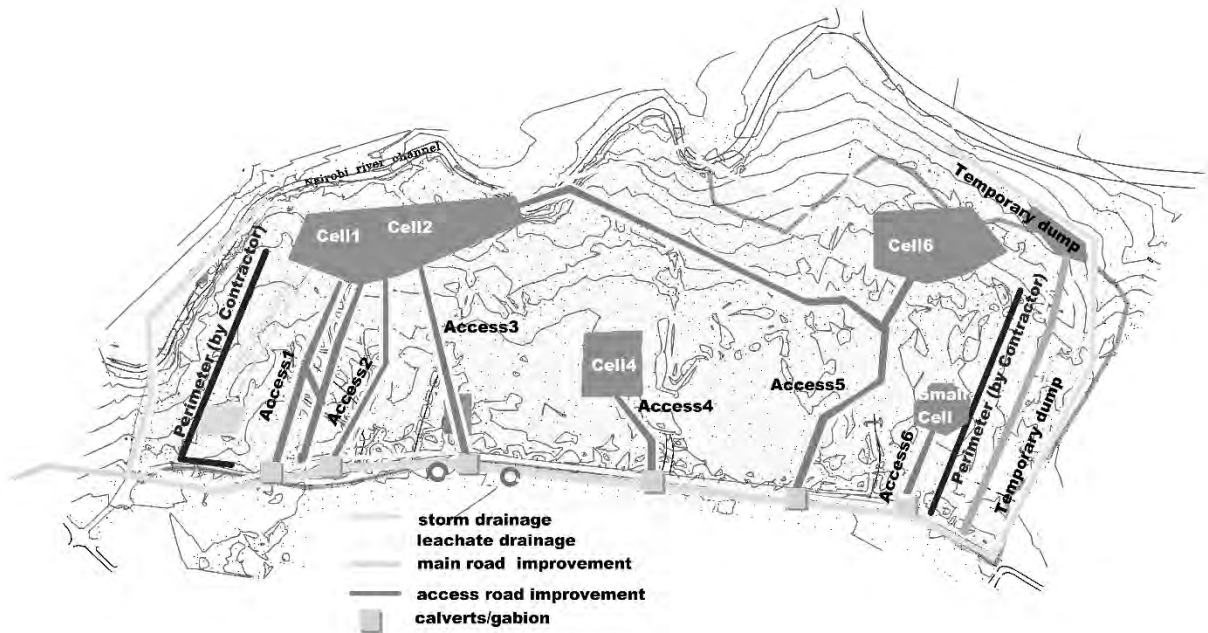 Nairobi river channel
Temporary dump
Cell1
Cell2
Cell6
Perimeter (by Contractor)
Access1
Access2
Access3
Cell4
Access4
Access5
Small
Cell
Access6
Perimeter (by Contractor)
Temporary dump
storm drainage
leachate drainage
main road improvement
access road improvement
calverts/gabion